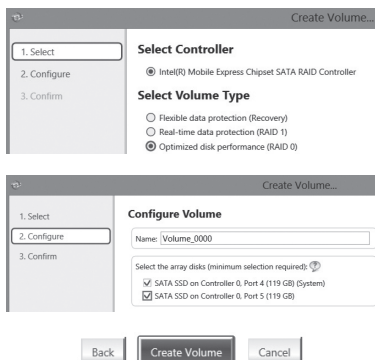 Create Volume...
1. Select
2. Configure
3. Confirm
Select Controller
Intel(R) Mobile Express Chipset SATA RAID Controller
Select Volume Type
Flexible data protection (Recovery)
Real-time data protection (RAID 1)
Optimized disk performance (RAID 0)
Create Volume...
1. Select
2. Configure
3. Confirm
Configure Volume
Name: Volume_0000
Select the array disks (minimum selection required):
SATA SSD on Controller 0, Port 4 (119 GB) (System)
SATA SSD on Controller 0, Port 5 (119 GB)
Back
Create Volume
Cancel